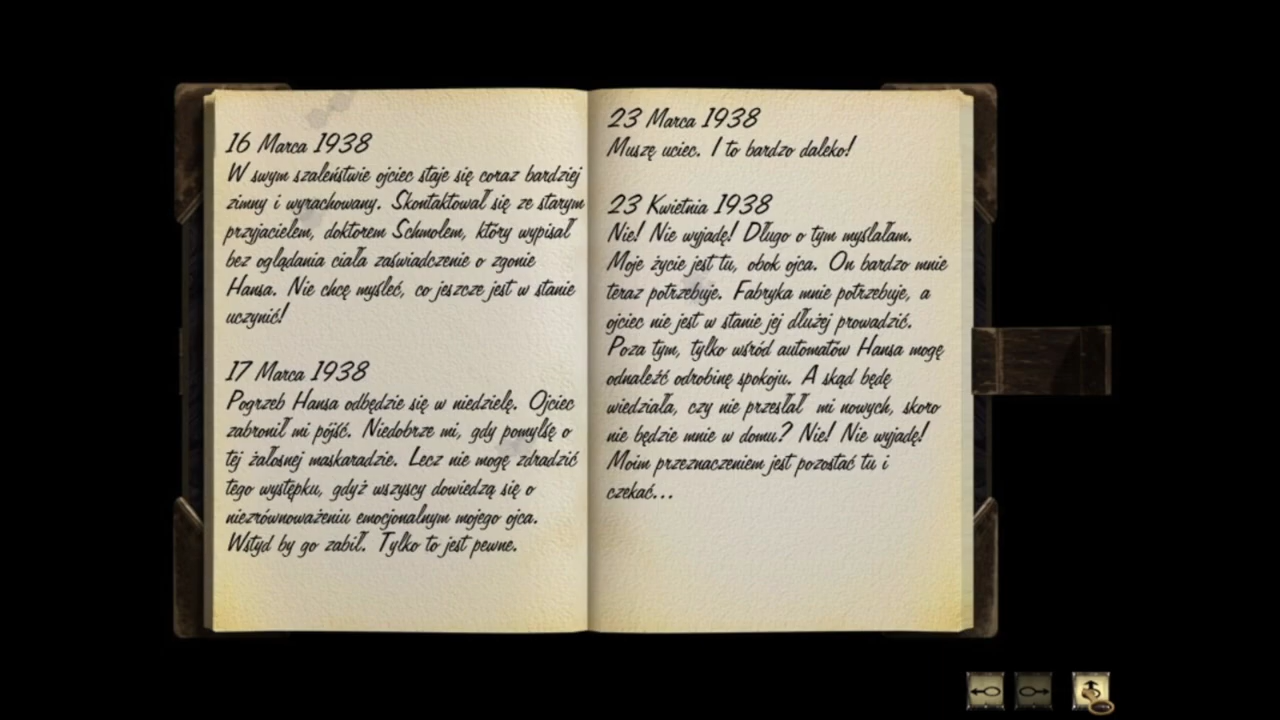 16 Marca 1938
W swym szaleństwie ojciec staje się coraz bardziej
zimny i wyrachowany. Skontaktował się ze starym
przyjacielem, doktorem Schmolem, który wypisał
bez oglądania ciała zaświadczenie o zgonie
Hansa. Nie chcę myśleć, co jeszcze jest w stanie
uczynić!
17 Marca 1938
Pogrzeb Hansa odbędzie się w niedzielę. Ojciec
zabronił mi pójść. Niedobrze mi, gdy pomyślę o
tej żałosnej maskaradzie. Lecz nie mogę zdradzić
tego występku, gdyż wszyscy dowiedzą się o
niezrównoważeniu emocjonalnym mojego ojca.
Wstyd by go zabił. Tylko to jest pewne.
23 Marca 1938
Muszę uciec. I to bardzo daleko!
23 Kwietnia 1938
Nie! Nie wyjadę! Długo o tym myślałam.
Moje życie jest tu, obok ojca. On bardzo mnie
teraz potrzebuje. Fabryka mnie potrzebuje, a
ojciec nie jest w stanie jej dłużej prowadzić.
Poza tym, tylko wśród automatów Hansa mogę
odnaleźć odrobinę spokoju. A skąd będę
wiedziała, czy nie przesłał mi nowych, skoro
nie będzie mnie w domu? Nie! Nie wyjadę!
Moim przeznaczeniem jest pozostać tu i
czekać...